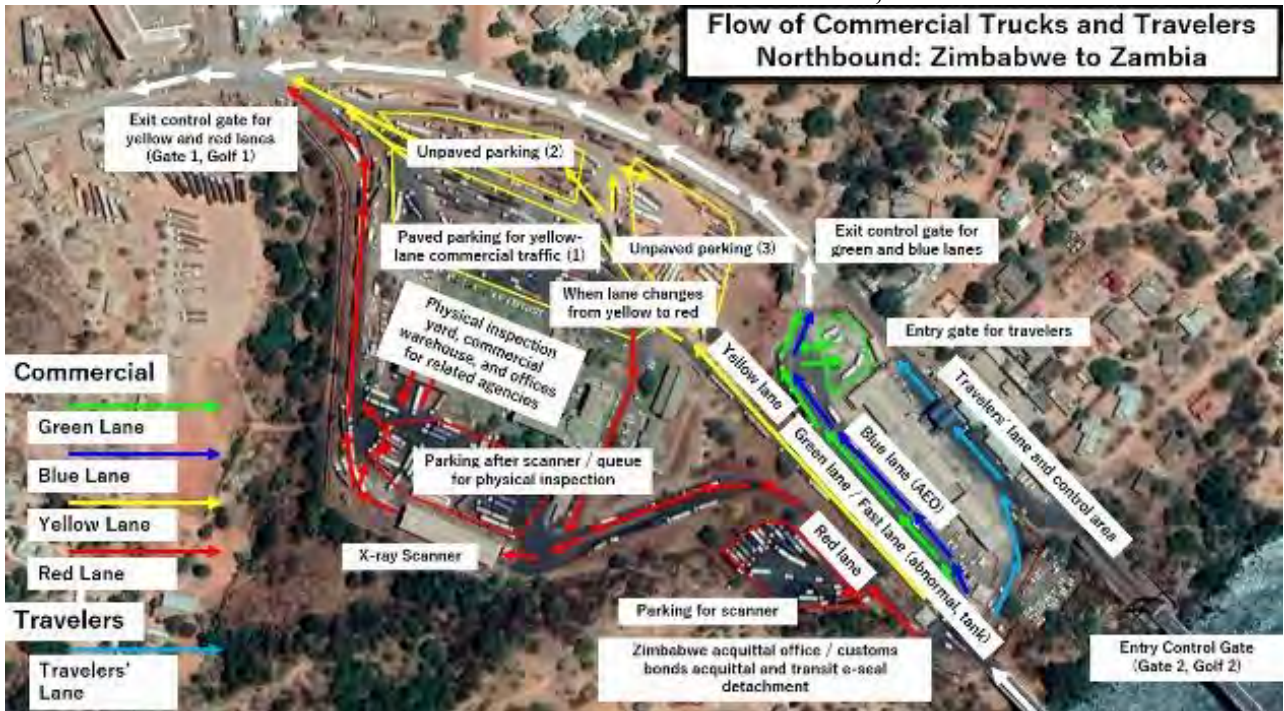 Flow of Commercial Trucks and Travelers
Northbound: Zimbabwe to Zambia
Exit control gate for
yellow and red lanes
(Gate 1, Golf 1)
Unpaved parking (2)
Paved parking for yellow-
lane commercial traffic (1)
Unpaved parking (3)
Exit control gate for
green and blue lanes
When lane changes
from yellow to red
Entry gate for travelers
Physical inspection
yard, commercial
warehouse, and offices
for related agencies
Yellow lane
Travelers' lane and control area
Blue lane (AEO)
Green lane / Fast lane (abnormal, tank)
Parking after scanner / queue
for physical inspection
X-ray Scanner
Red lane
Parking for scanner
Zimbabwe acquittal office / customs
bonds acquittal and transit e-seal
detachment
Entry Control Gate
(Gate 2, Golf 2)
Commercial
Green Lane
Blue Lane
Yellow Lane
Red Lane
Travelers
Travelers'
Lane